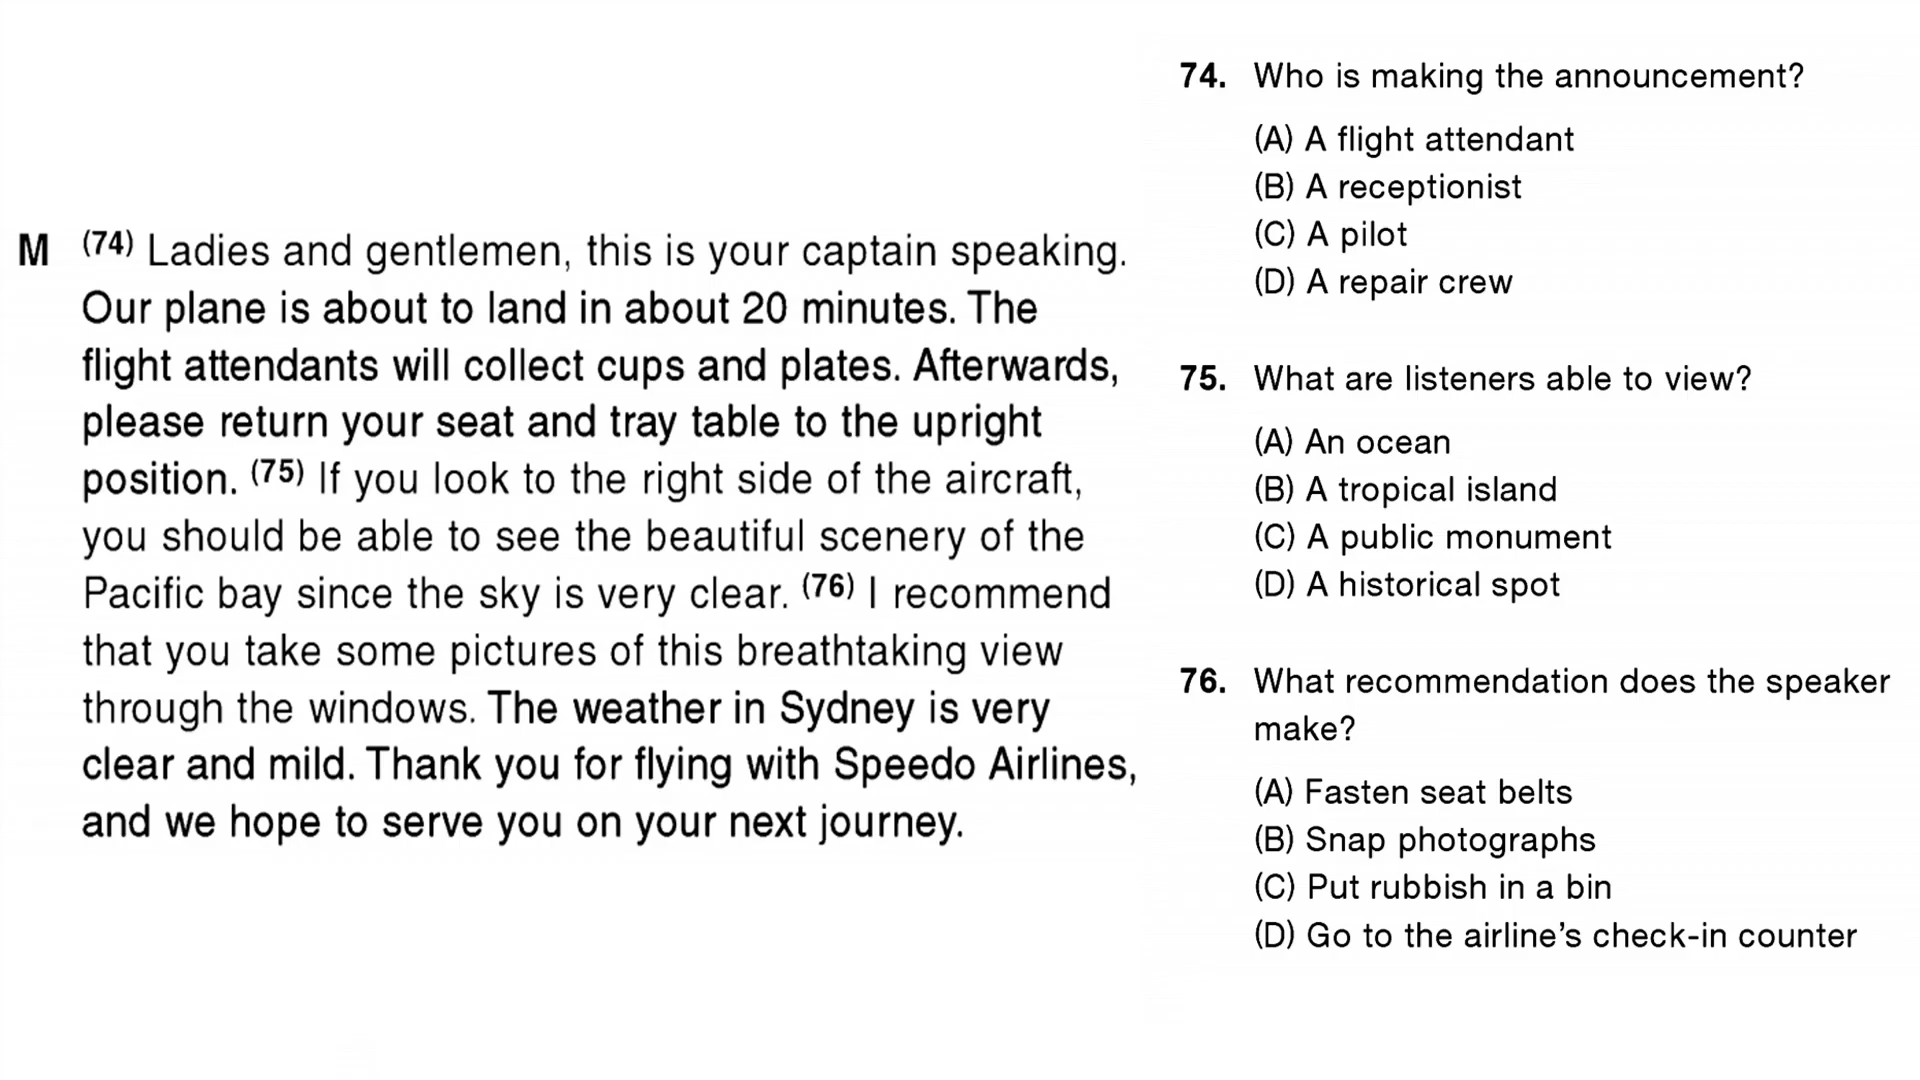 M (74) Ladies and gentlemen, this is your captain speaking.
Our plane is about to land in about 20 minutes. The
flight attendants will collect cups and plates. Afterwards,
please return your seat and tray table to the upright
position. (75) If you look to the right side of the aircraft,
you should be able to see the beautiful scenery of the
Pacific bay since the sky is very clear. (76) I recommend
that you take some pictures of this breathtaking view
through the windows. The weather in Sydney is very
clear and mild. Thank you for flying with Speedo Airlines,
and we hope to serve you on your next journey.
74. Who is making the announcement?
(A) A flight attendant
(B) A receptionist
(C) A pilot
(D) A repair crew
75. What are listeners able to view?
(A) An ocean
(B) A tropical island
(C) A public monument
(D) A historical spot
76. What recommendation does the speaker
make?
(A) Fasten seat belts
(B) Snap photographs
(C) Put rubbish in a bin
(D) Go to the airline's check-in counter